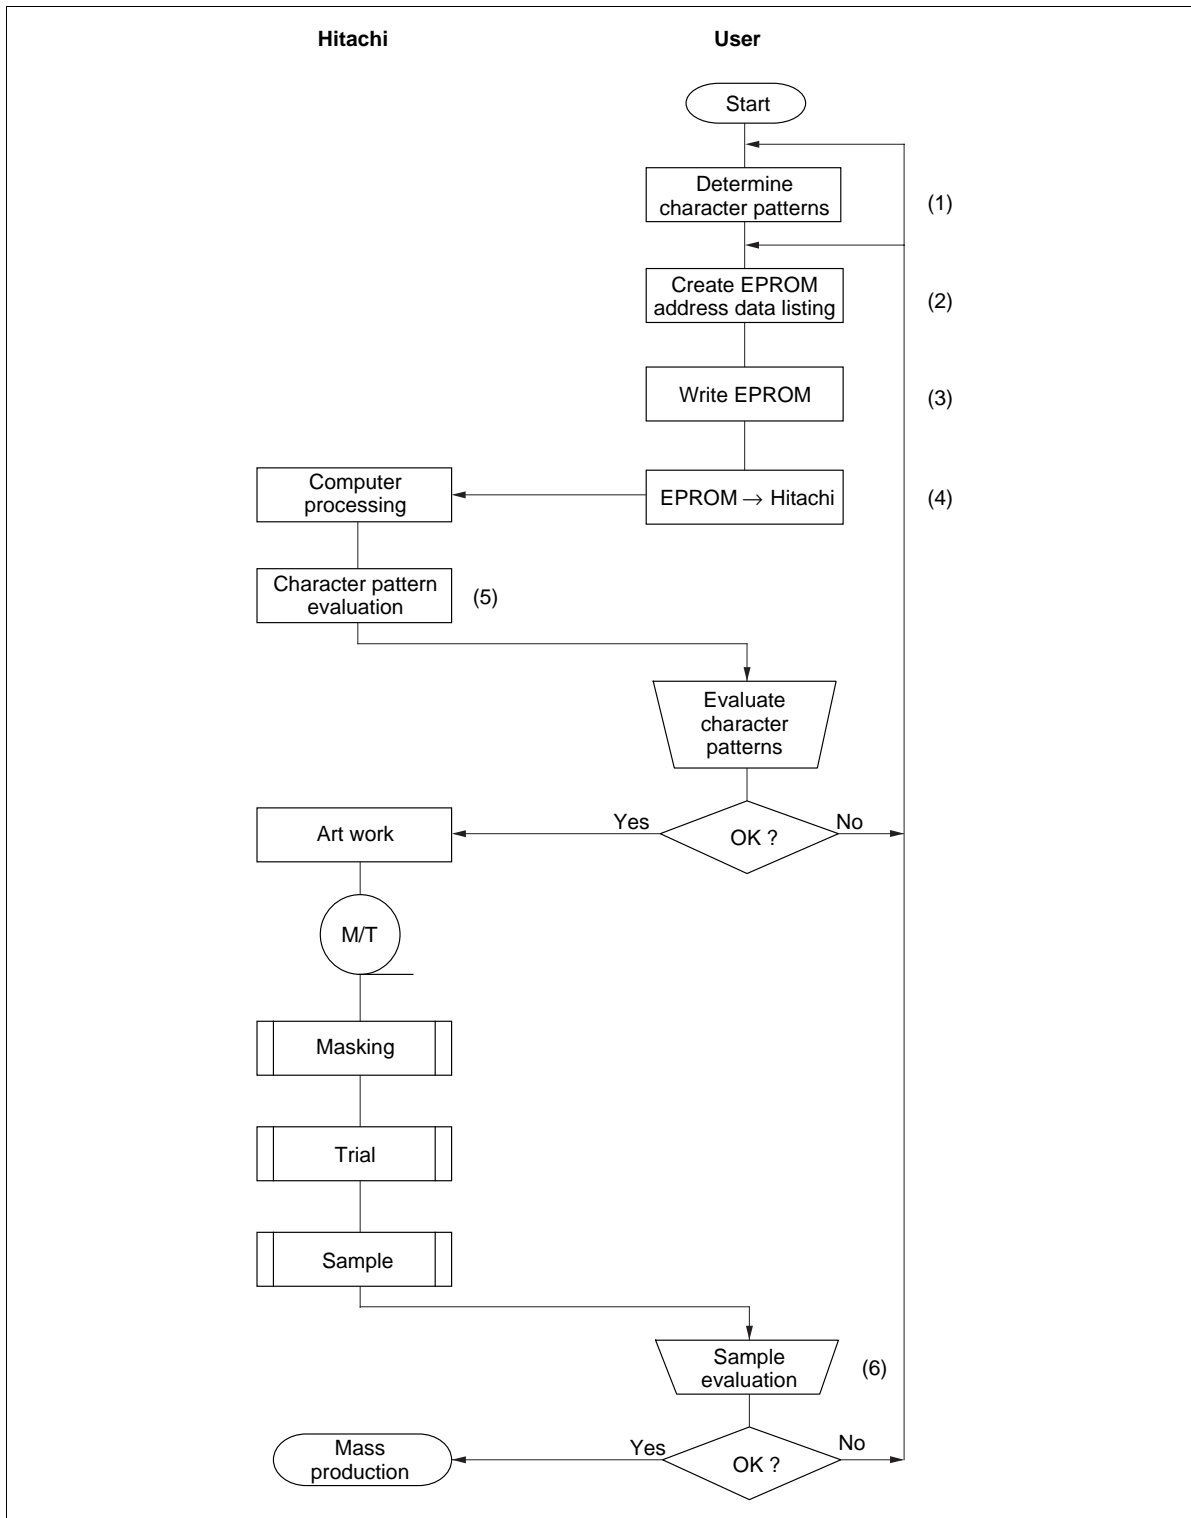 Hitachi
User
Start
Determine
character patterns
(1)
Create EPROM
address data listing
(2)
Write EPROM
(3)
Computer
processing
EPROM → Hitachi
(4)
Character pattern
evaluation
(5)
Evaluate
character
patterns
Art work
Yes
OK ?
No
M/T
Masking
Trial
Sample
Sample
evaluation
(6)
Mass
production
Yes
OK ?
No